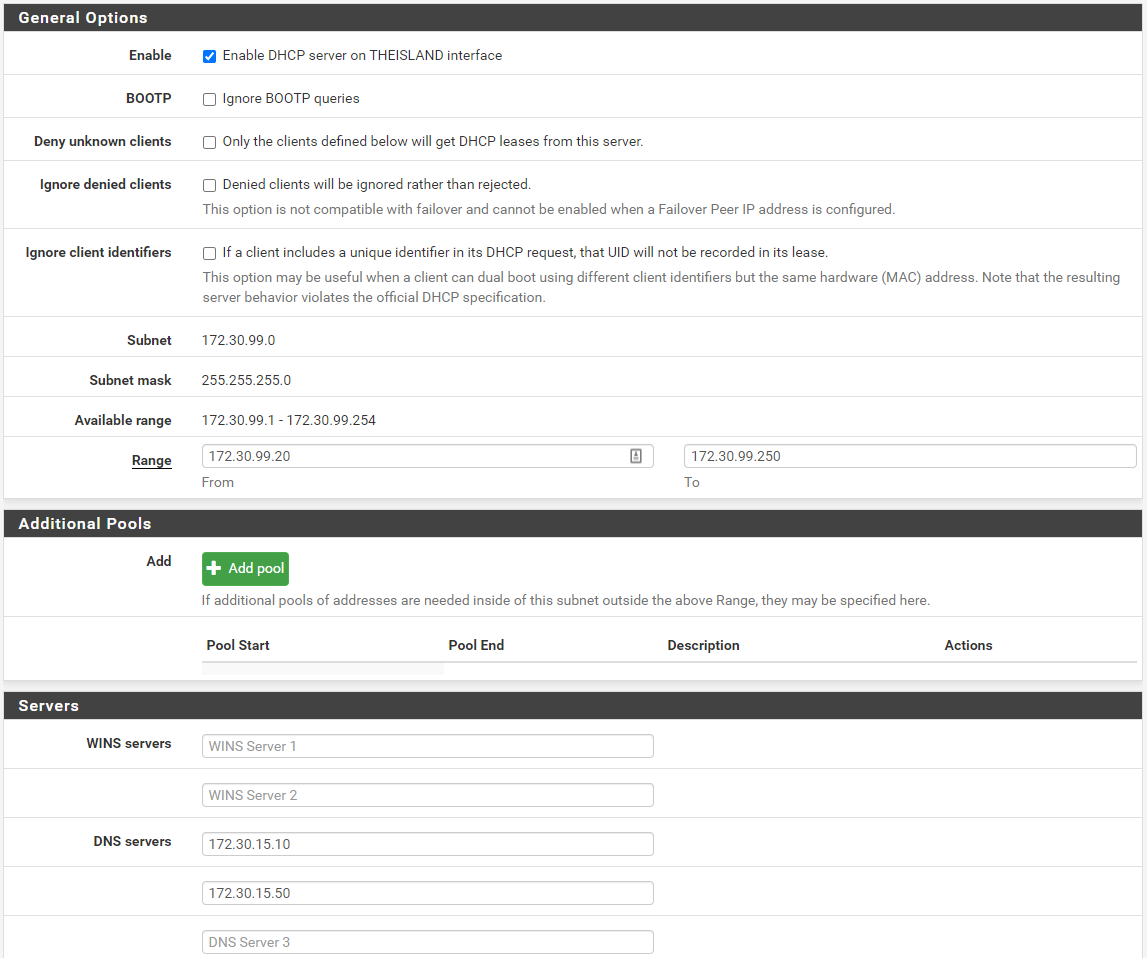 General Options
Enable
Enable DHCP server on THEISLAND interface
BOOTP
Ignore BOOTP queries
Deny unknown clients
Only the clients defined below will get DHCP leases from this server.
Ignore denied clients
Denied clients will be ignored rather than rejected.
This option is not compatible with failover and cannot be enabled when a Failover Peer IP address is configured.
Ignore client identifiers
If a client includes a unique identifier in its DHCP request, that UID will not be recorded in its lease.
This option may be useful when a client can dual boot using different client identifiers but the same hardware (MAC) address. Note that the resulting
server behavior violates the official DHCP specification.
Subnet
172.30.99.0
Subnet mask
255.255.255.0
Available range
172.30.99.1 - 172.30.99.254
Range
172.30.99.20
172.30.99.250
From
To
Additional Pools
Add
Add pool
If additional pools of addresses are needed inside of this subnet outside the above Range, they may be specified here.
Pool Start
Pool End
Description
Actions
Servers
WINS servers
WINS Server 1
WINS Server 2
DNS servers
172.30.15.10
172.30.15.50
DNS Server 3